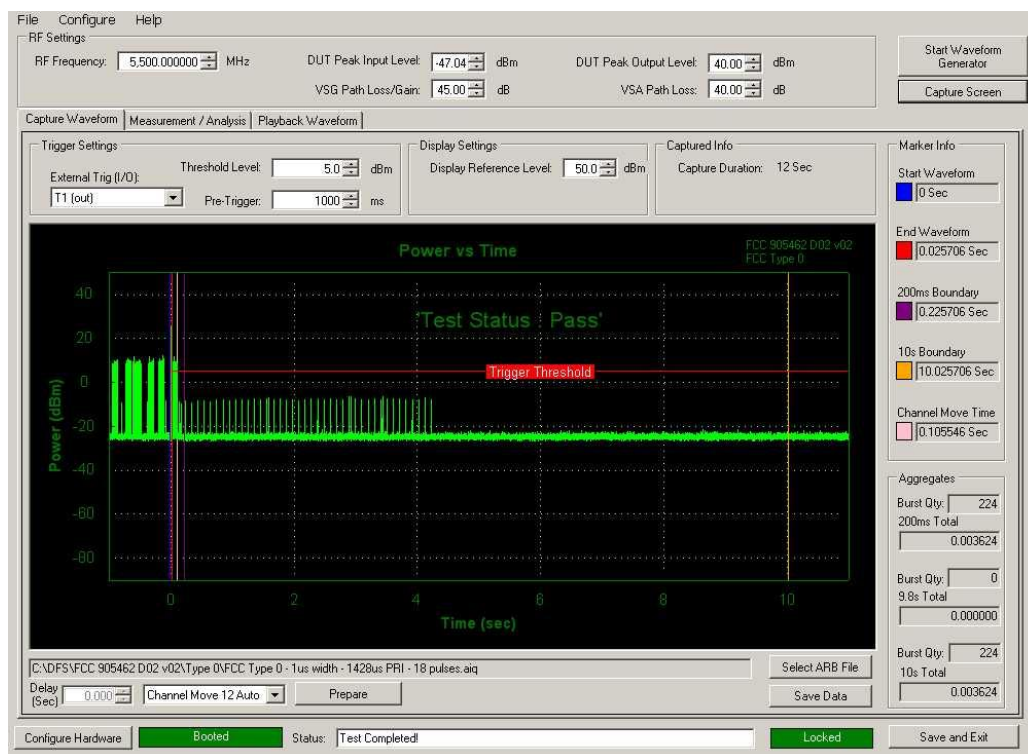 File Configure Help
RF Settings
RF Frequency: 5,500.000000 MHz
DUT Peak Input Level: -47.04 dBm
DUT Peak Output Level: 40.00 dBm
VSG Path Loss/Gain: 45.00 dB
VSA Path Loss: 40.00 dB
Start Waveform Generator
Capture Screen
Capture Waveform Measurement / Analysis Playback Waveform
Trigger Settings
External Trig (I/O):
T1 (out)
Threshold Level: 5.0 dBm
Pre-Trigger: 1000 ms
Display Settings
Display Reference Level: 50.0 dBm
Captured Info
Capture Duration: 12 Sec
Marker Info
Start Waveform
0 Sec
End Waveform
0.025706 Sec
200ms Boundary
0.225706 Sec
10s Boundary
10.025706 Sec
Channel Move Time
0.105546 Sec
Power vs Time
FCC 905462 D02 v02
FCC Type 0
'Test Status : Pass'
Trigger Threshold
Power (dBm)
40
20
0
-20
-40
-60
-80
0 2 4 6 8 10
Time (sec)
Aggregates
Burst Qty: 224
200ms Total
0.003624
Burst Qty: 0
9.8s Total
0.000000
Burst Qty: 224
10s Total
0.003624
C:\DFS\FCC 905462 D02 v02\Type 0\FCC Type 0 - 1us width - 1428us PRI - 18 pulses.aiq
Select ARB File
Delay (Sec) 0.000
Channel Move 12 Auto
Prepare
Save Data
Configure Hardware
Booted
Status: Test Completed!
Locked
Save and Exit